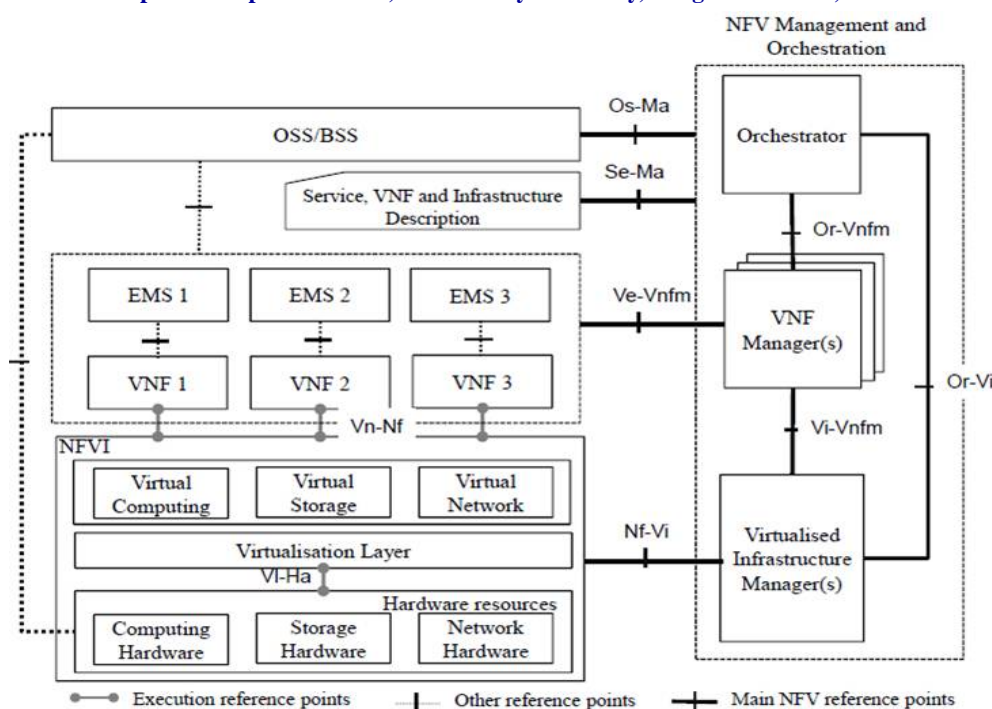 NFV Management and
Orchestration
Os-Ma
OSS/BSS
Orchestrator
Se-Ma
Service, VNF and Infrastructure
Description
Or-Vnfm
EMS 1
EMS 2
EMS 3
Ve-Vnfm
VNF
Manager(s)
VNF 1
VNF 2
VNF 3
Or-Vi
Vn-Nf
Vi-Vnfm
NFVI
Virtual
Computing
Virtual
Storage
Virtual
Network
Nf-Vi
Virtualised
Infrastructure
Manager(s)
Virtualisation Layer
Vl-Ha
Hardware resources
Computing
Hardware
Storage
Hardware
Network
Hardware
Execution reference points
Other reference points
Main NFV reference points